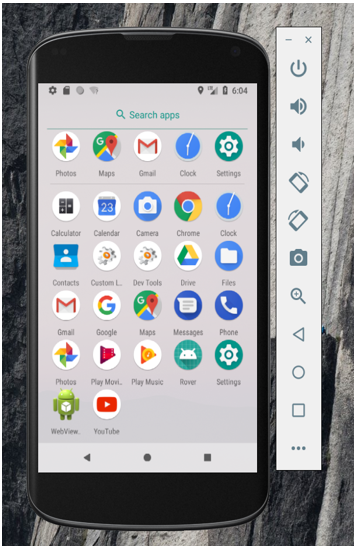 6:04
Search apps
Photos Maps Gmail Clock Settings
Calculator Calendar Camera Chrome Clock
Contacts Custom L.. Dev Tools Drive Files
Gmail Google Maps Messages Phone
Photos Play Movi.. Play Music Rover Settings
WebView.. YouTube